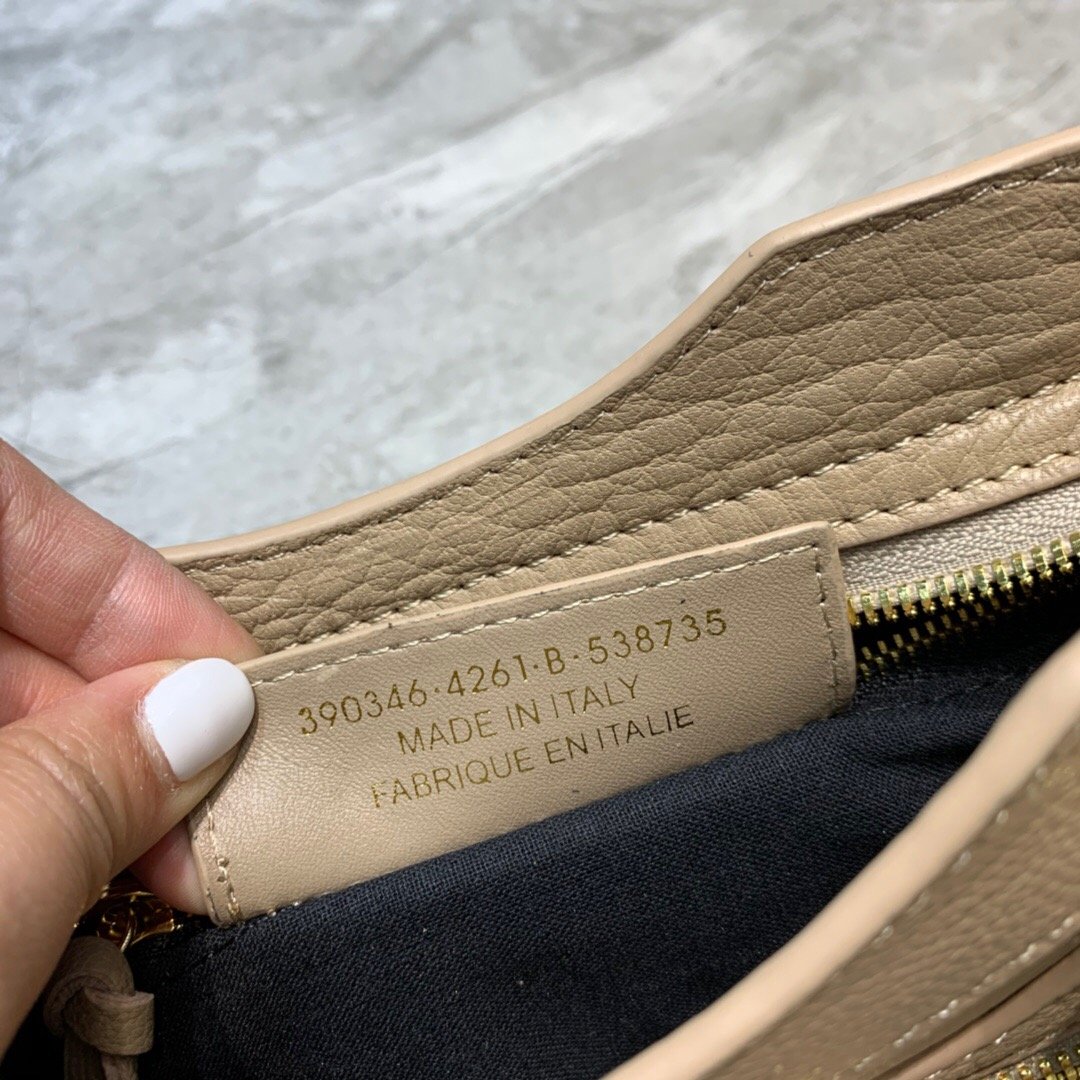 390346·4261·B·538735
MADE IN ITALY
FABRIQUE EN ITALIE